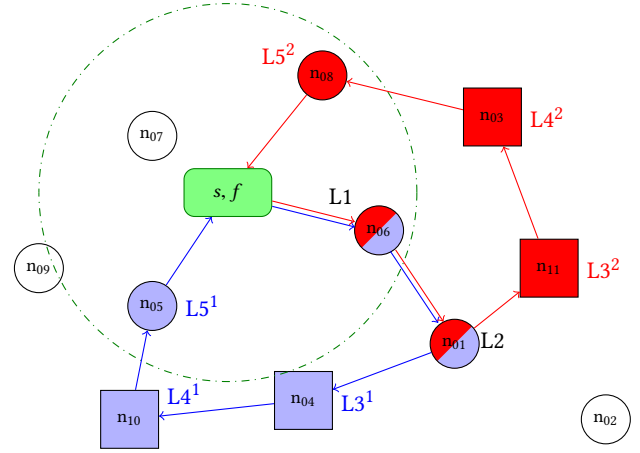 L5²
n₀₈
n₀₃
L4²
n₀₇
s, f
L1
n₀₆
n₀₉
n₁₁
L3²
n₀₅
L5¹
n₀₁
L2
L4¹
n₁₀
n₀₄
L3¹
n₀₂